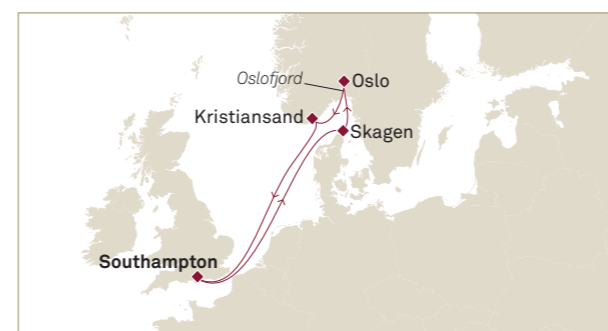 Oslofjord
Oslo
Kristiansand
Skagen
Southampton